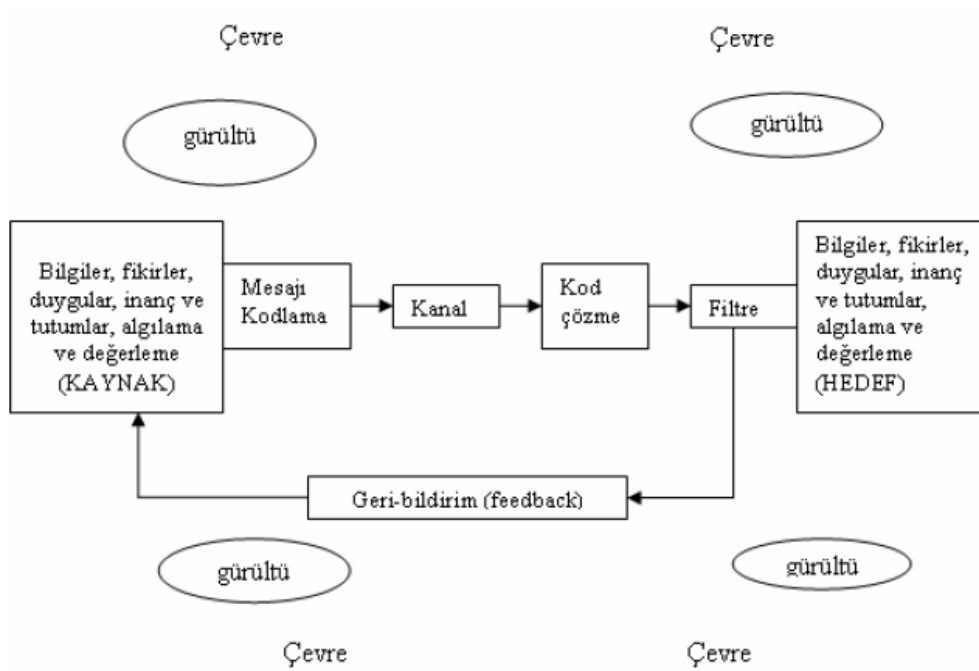 Çevre
Çevre
gürültü
gürültü
Bilgiler, fikirler,
duygular, inanç ve
tutumlar, algılama
ve değerleme
(KAYNAK)
Mesajı
Kodlama
Kanal
Kod
çözme
Filtre
Bilgiler, fikirler,
duygular, inanç
ve tutumlar,
algılama ve
değerleme
(HEDEF)
Geri-bildirim (feedback)
gürültü
gürültü
Çevre
Çevre